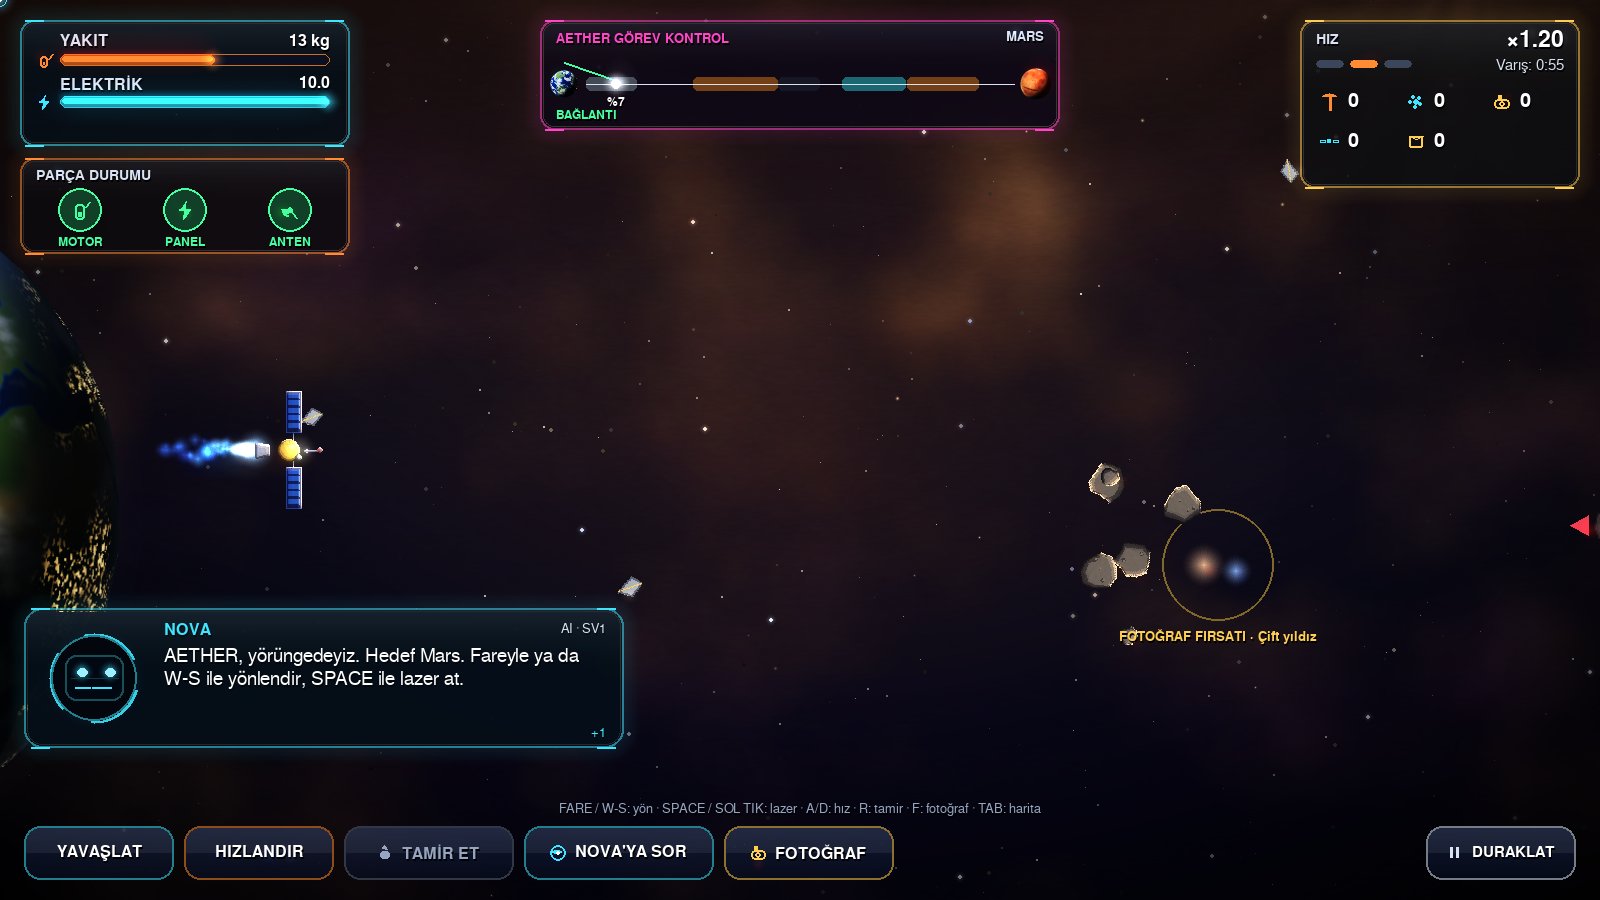 YAKIT
13 kg
ELEKTRİK
10.0
PARÇA DURUMU
MOTOR
PANEL
ANTEN
AETHER GÖREV KONTROL
MARS
%7
BAĞLANTI
HIZ
×1.20
Varış: 0:55
0
0
0
0
0
FOTOĞRAF FIRSATI · Çift yıldız
NOVA
AI · SV1
AETHER, yörüngedeyiz. Hedef Mars. Fareyle ya da
W-S ile yönlendir, SPACE ile lazer at.
+1
FARE / W-S: yön · SPACE / SOL TIK: lazer · A/D: hız · R: tamir · F: fotoğraf · TAB: harita
YAVAŞLAT
HIZLANDIR
TAMİR ET
NOVA'YA SOR
FOTOĞRAF
DURAKLAT